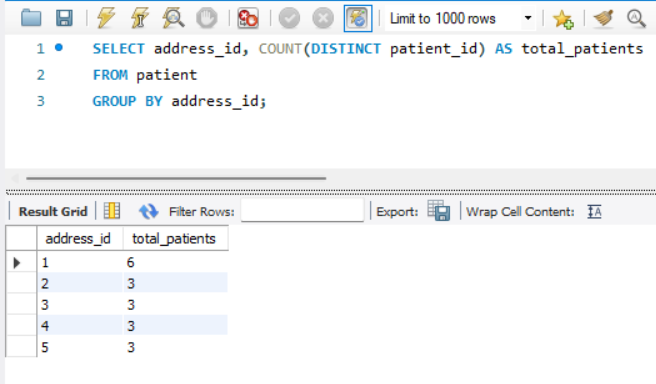 Limit to 1000 rows
1 SELECT address_id, COUNT(DISTINCT patient_id) AS total_patients
2 FROM patient
3 GROUP BY address_id;
Result Grid Filter Rows: Export: Wrap Cell Content: IA
address_id total_patients
1 6
2 3
3 3
4 3
5 3